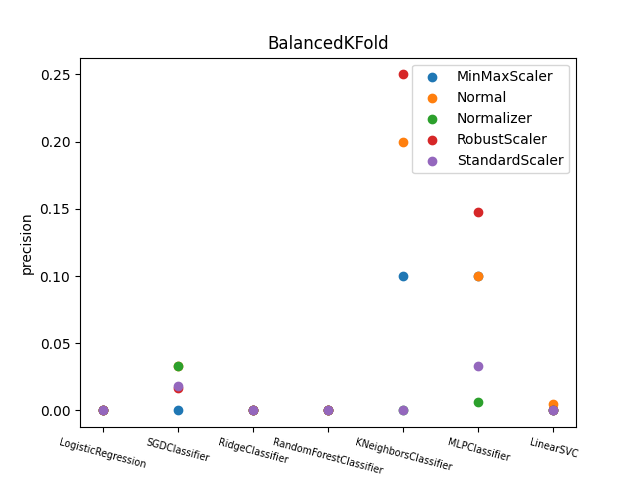 BalancedKFold
MinMaxScaler
Normal
Normalizer
RobustScaler
StandardScaler
precision
0.25
0.20
0.15
0.10
0.05
0.00
LogisticRegression
SGDClassifier
RidgeClassifier
RandomForestClassifier
KNeighborsClassifier
MLPClassifier
LinearSVC